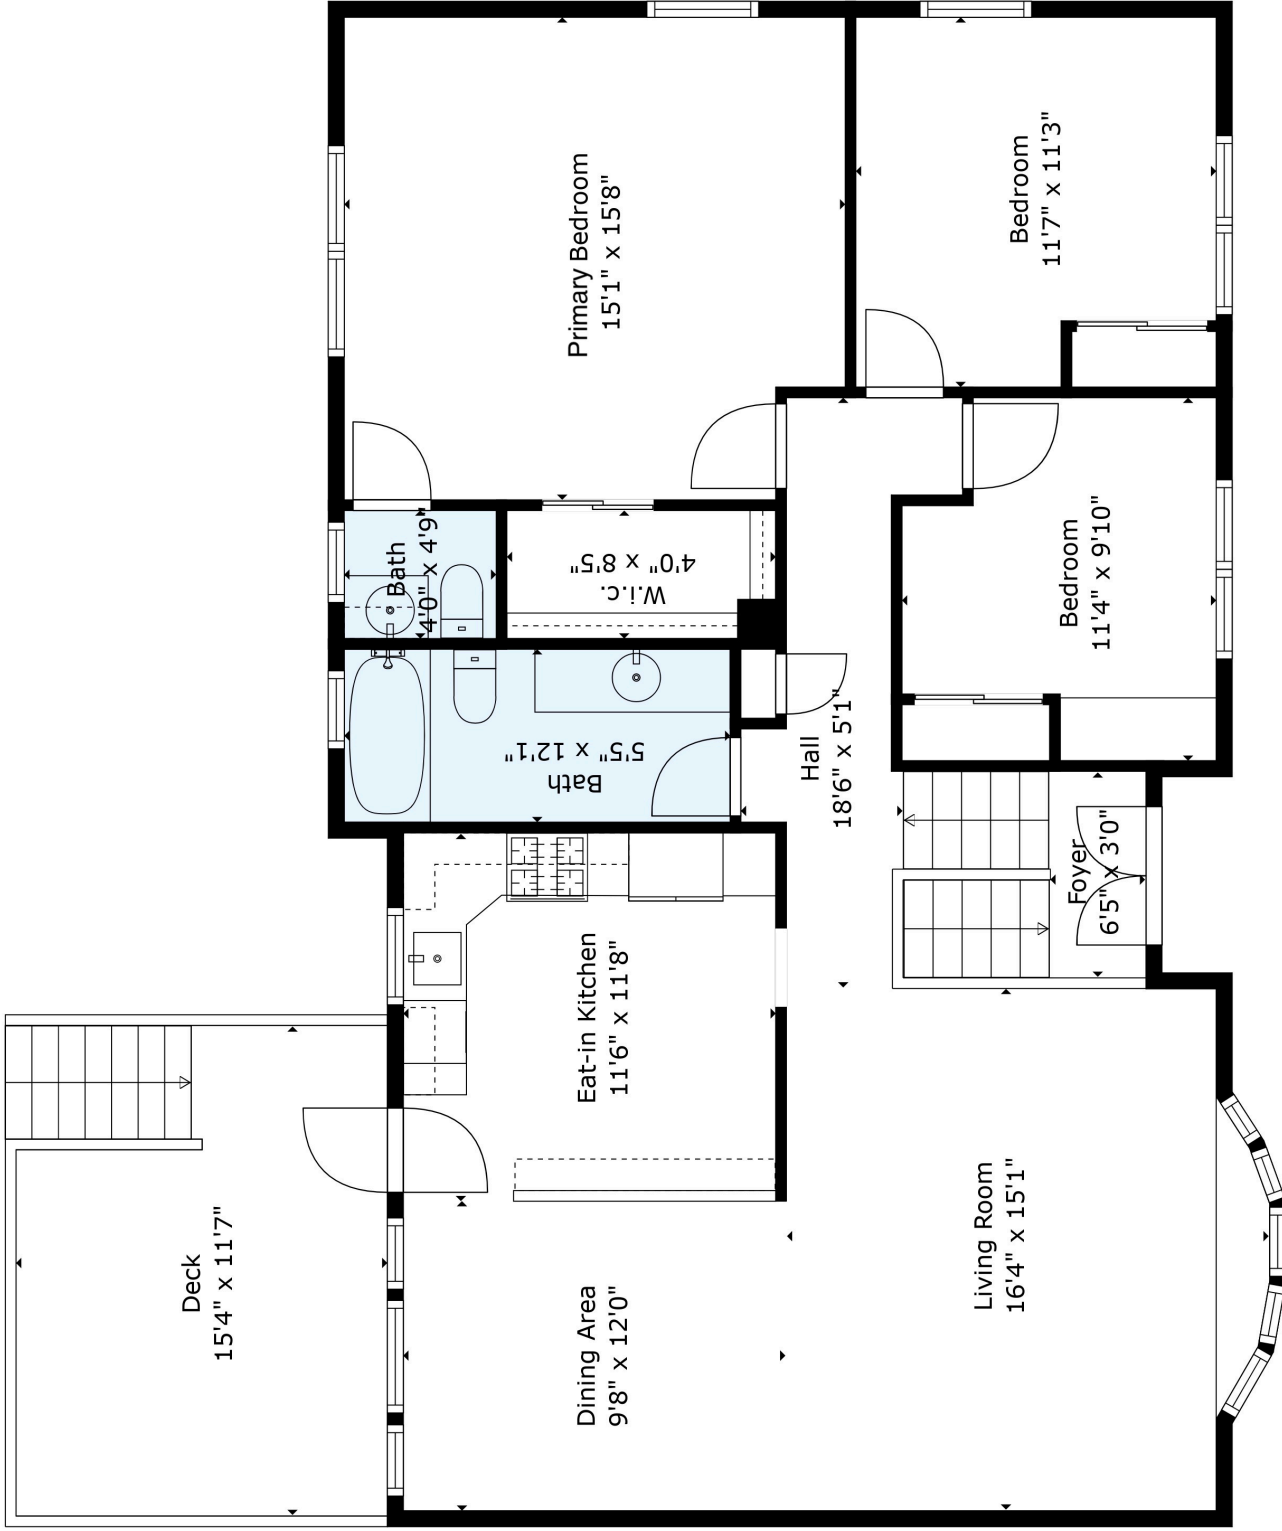 Primary Bedroom
15'1" x 15'8"
Bedroom
11'7" x 11'3"
Bath
4'0" x 4'9"
W.i.c.
4'0" x 8'5"
Bedroom
11'4" x 9'10"
Bath
5'5" x 12'1"
Hall
18'6" x 5'1"
Foyer
6'5" x 3'0"
Eat-in Kitchen
11'6" x 11'8"
Deck
15'4" x 11'7"
Dining Area
9'8" x 12'0"
Living Room
16'4" x 15'1"